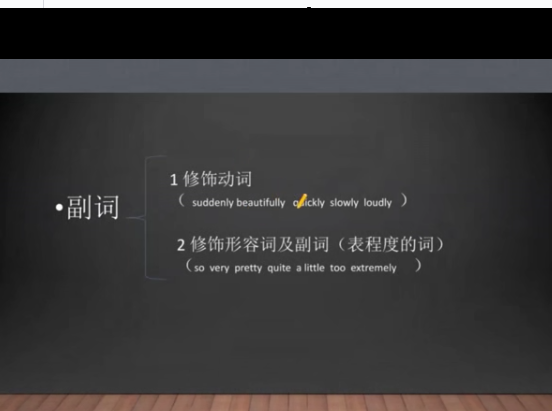 •副词
1 修饰动词
( suddenly beautifully quickly slowly loudly )
2 修饰形容词及副词（表程度的词）
( so very pretty quite a little too extremely )